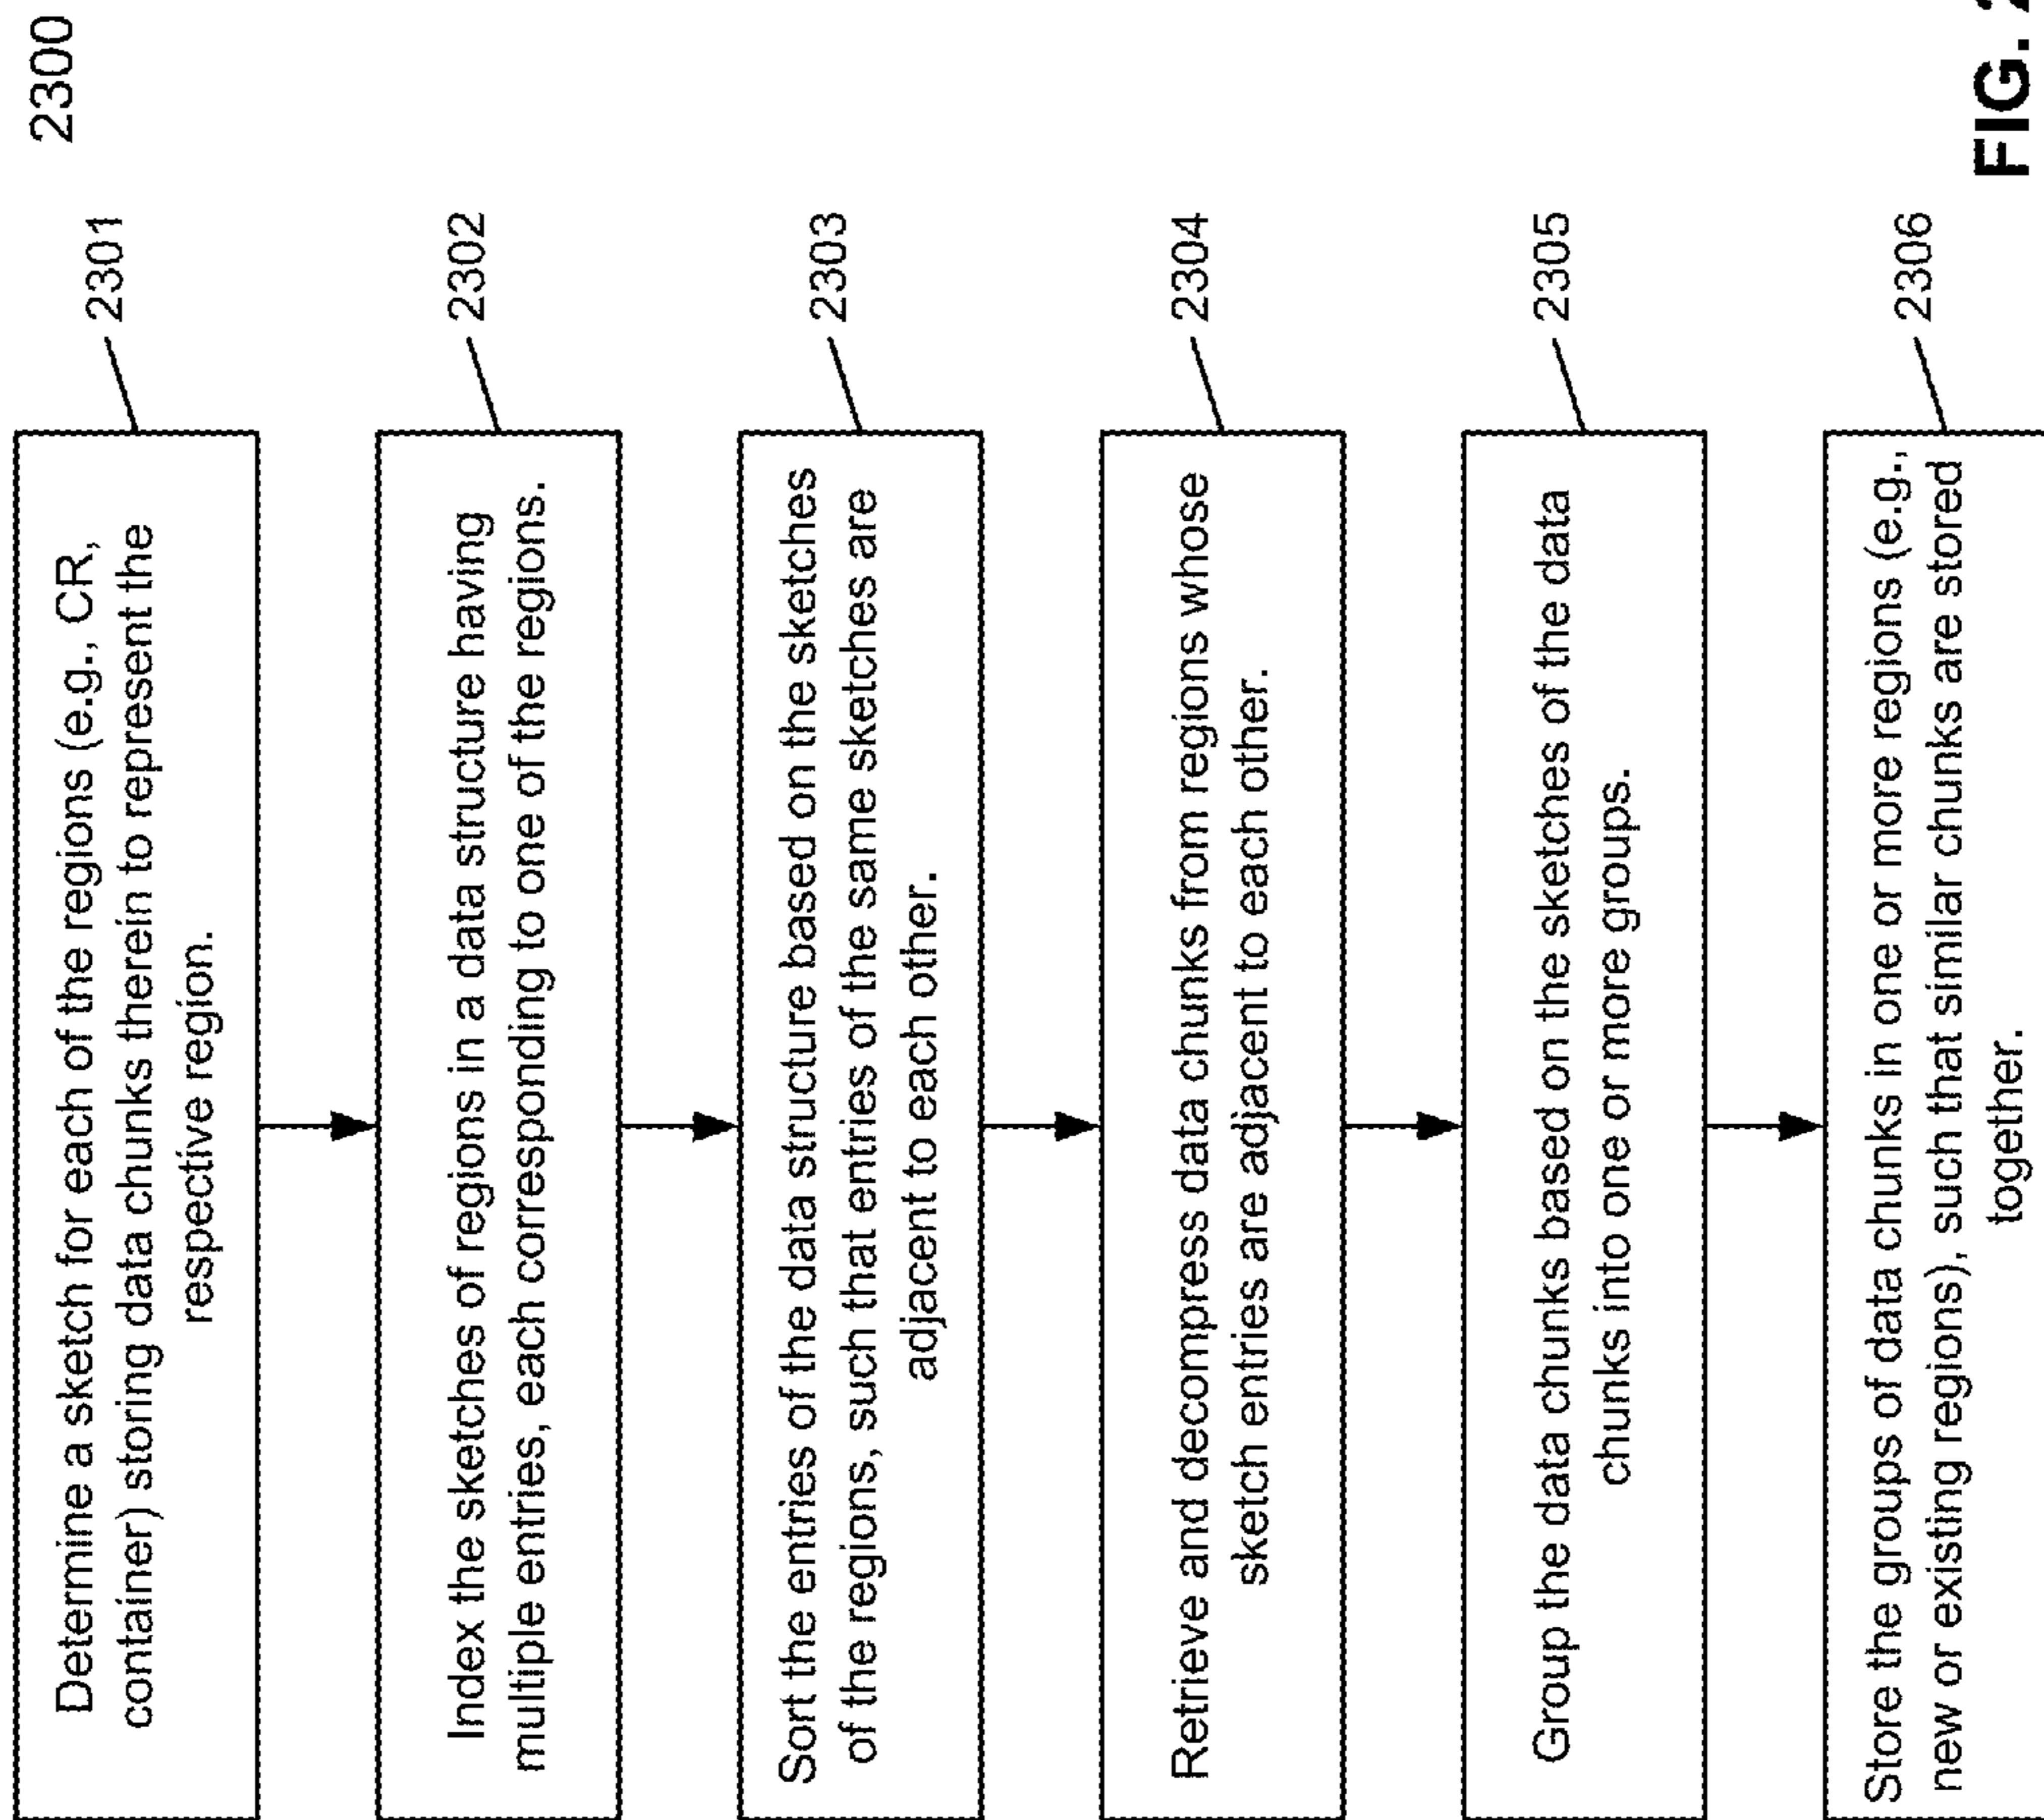 2300
Determine a sketch for each of the regions (e.g., CR,
container) storing data chunks therein to represent the
respective region.
2301
Index the sketches of regions in a data structure having
multiple entries, each corresponding to one of the regions.
2302
Sort the entries of the data structure based on the sketches
of the regions, such that entries of the same sketches are
adjacent to each other.
2303
Retrieve and decompress data chunks from regions whose
sketch entries are adjacent to each other.
2304
Group the data chunks based on the sketches of the data
chunks into one or more groups.
2305
Store the groups of data chunks in one or more regions (e.g.,
new or existing regions), such that similar chunks are stored
together.
2306
FIG.